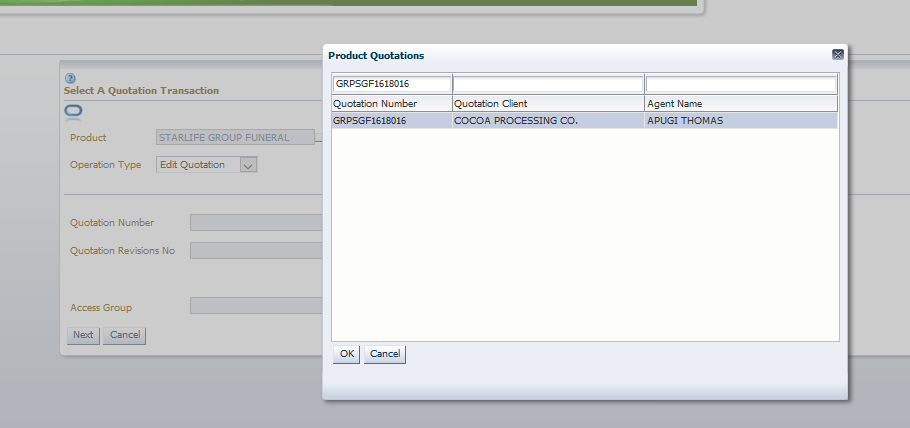 Product Quotations
GRPSGF1618016
Quotation Number Quotation Client Agent Name
GRPSGF1618016 COCOA PROCESSING CO. APUGI THOMAS
OK Cancel
Select A Quotation Transaction
Product STARLIFE GROUP FUNERAL
Operation Type Edit Quotation
Quotation Number
Quotation Revisions No
Access Group
Next Cancel